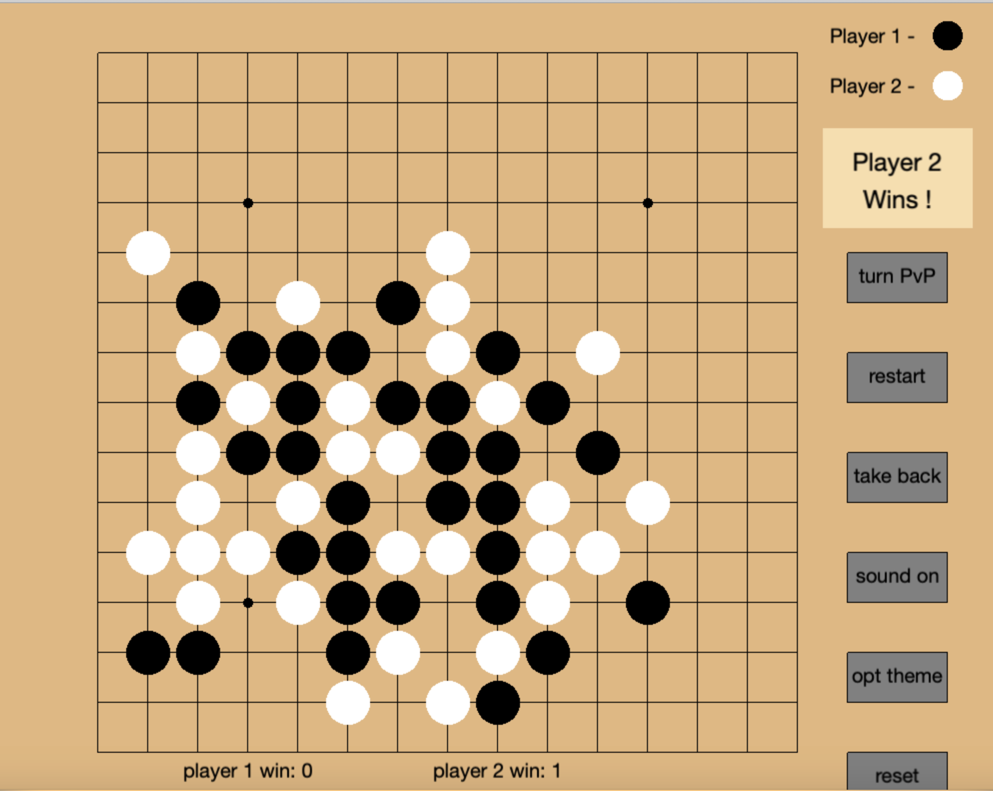 Player 1 -
Player 2 -
Player 2
Wins !
turn PvP
restart
take back
sound on
opt theme
reset
player 1 win: 0
player 2 win: 1